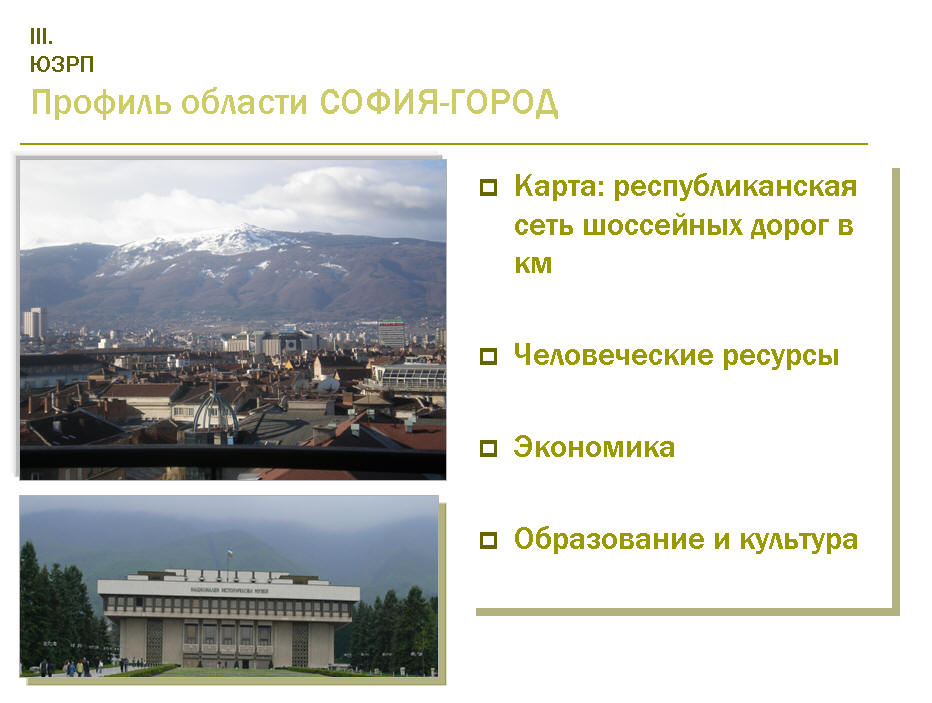 III.
ЮЗРП
Профиль области СОФИЯ-ГОРОД
Карта: республиканская
сеть шоссейных дорог в
км
Человеческие ресурсы
Экономика
Образование и культура
НАЦИОНАЛЕН ИСТОРИЧЕСКИ МУЗЕЙ